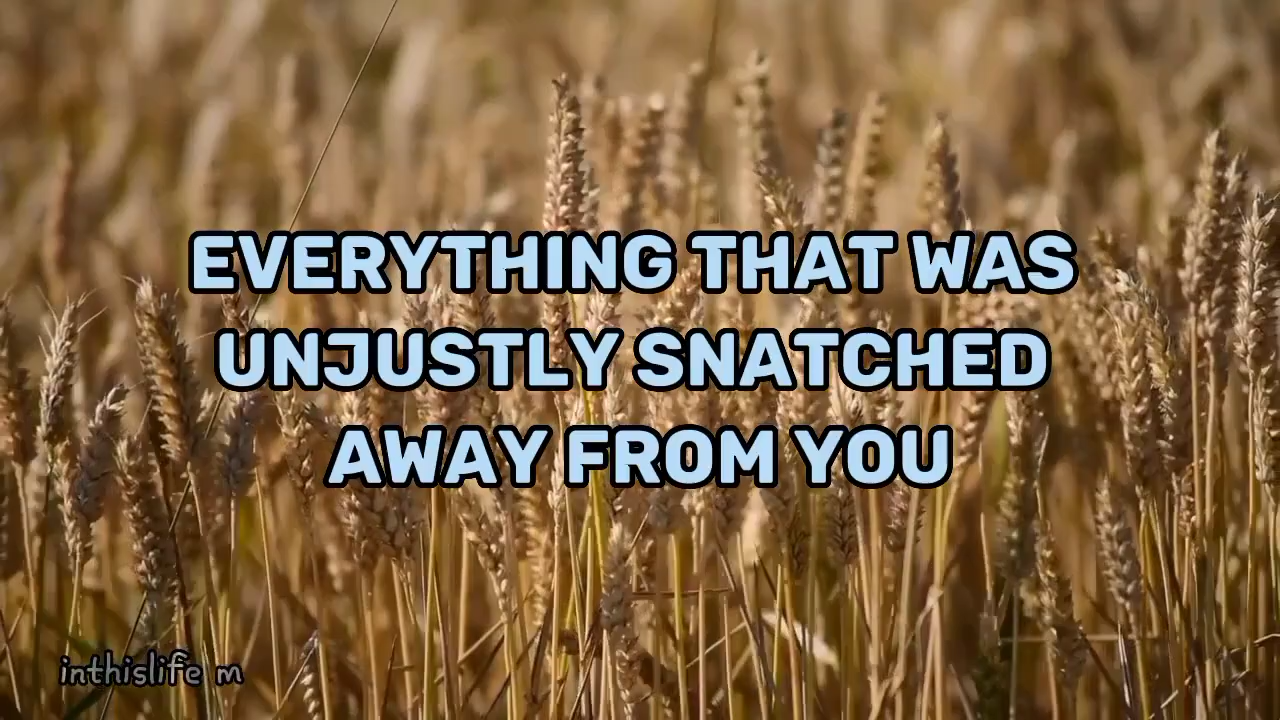 EVERYTHING THAT WAS
UNJUSTLY SNATCHED
AWAY FROM YOU
inthislife m